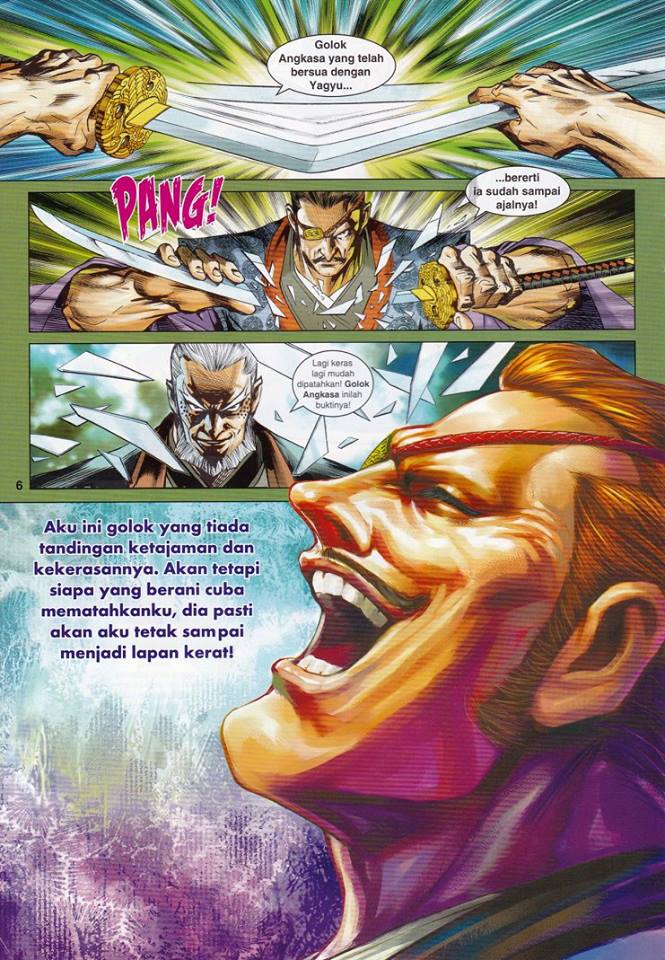 Golok
Angkasa yang telah
bersua dengan
Yagyu...
PANG!
...bererti
ia sudah sampai
ajalnya!
Lagi keras
lagi mudah
dipatahkan! Golok
Angkasa inilah
buktinya!
6
Aku ini golok yang tiada
tandingan ketajaman dan
kekerasannya. Akan tetapi
siapa yang berani cuba
mematahkanku, dia pasti
akan aku tetak sampai
menjadi lapan kerat!